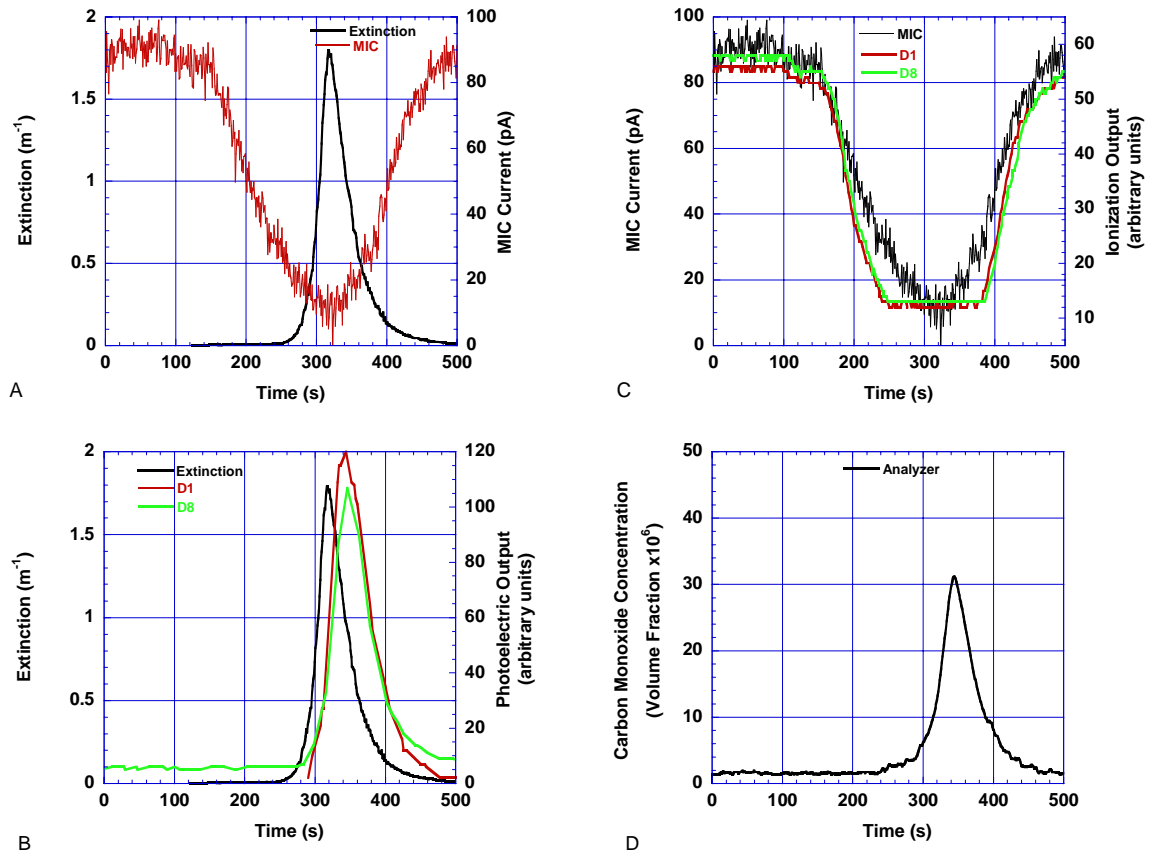 2
1.5
1
0.5
0
Extinction (m-1)
100
80
60
40
20
0
MIC Current (pA)
Extinction
MIC
0 100 200 300 400 500
Time (s)
A
100
80
60
40
20
0
MIC Current (pA)
60
50
40
30
20
10
Ionization Output
(arbitrary units)
MIC
D1
D8
0 100 200 300 400 500
Time (s)
C
2
1.5
1
0.5
0
Extinction (m-1)
120
100
80
60
40
20
0
Photoelectric Output
(arbitrary units)
Extinction
D1
D8
0 100 200 300 400 500
Time (s)
B
50
40
30
20
10
0
Carbon Monoxide Concentration
(Volume Fraction x106)
Analyzer
0 100 200 300 400 500
Time (s)
D